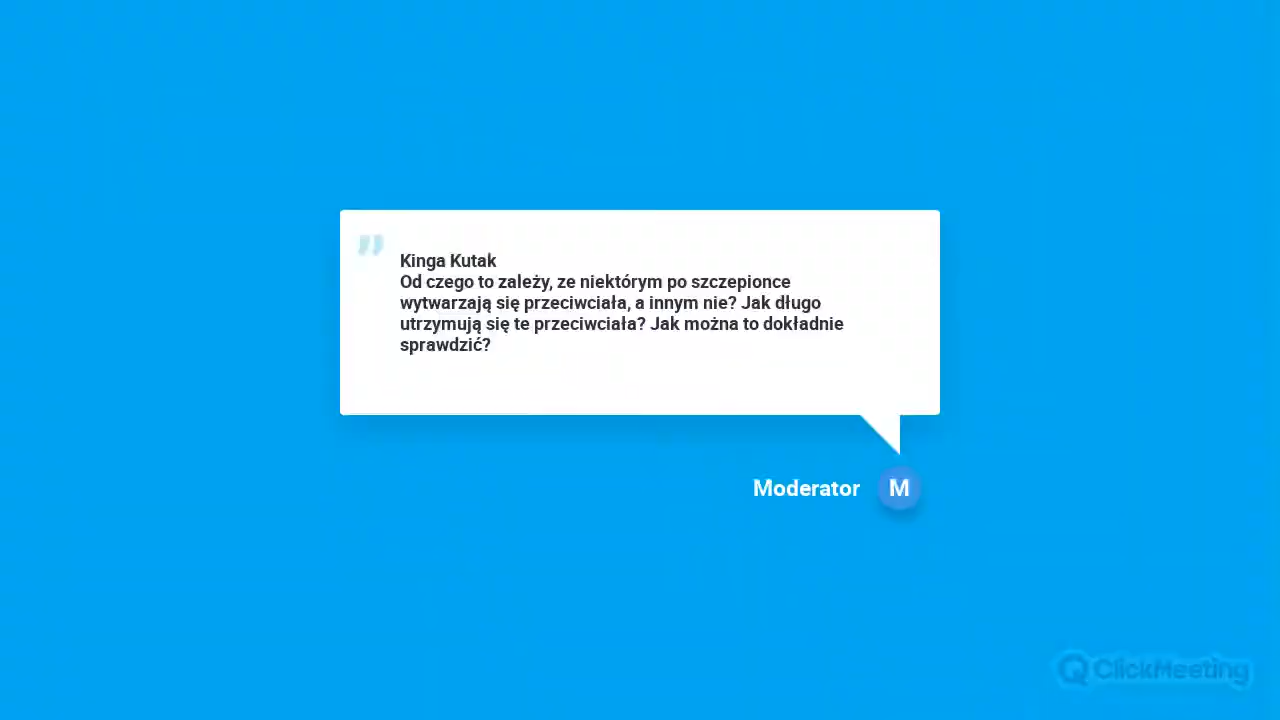 Kinga Kutak
Od czego to zależy, ze niektórym po szczepionce
wytwarzają się przeciwciała, a innym nie? Jak długo
utrzymują się te przeciwciała? Jak można to dokładnie
sprawdzić?
Moderator M
ClickMeeting